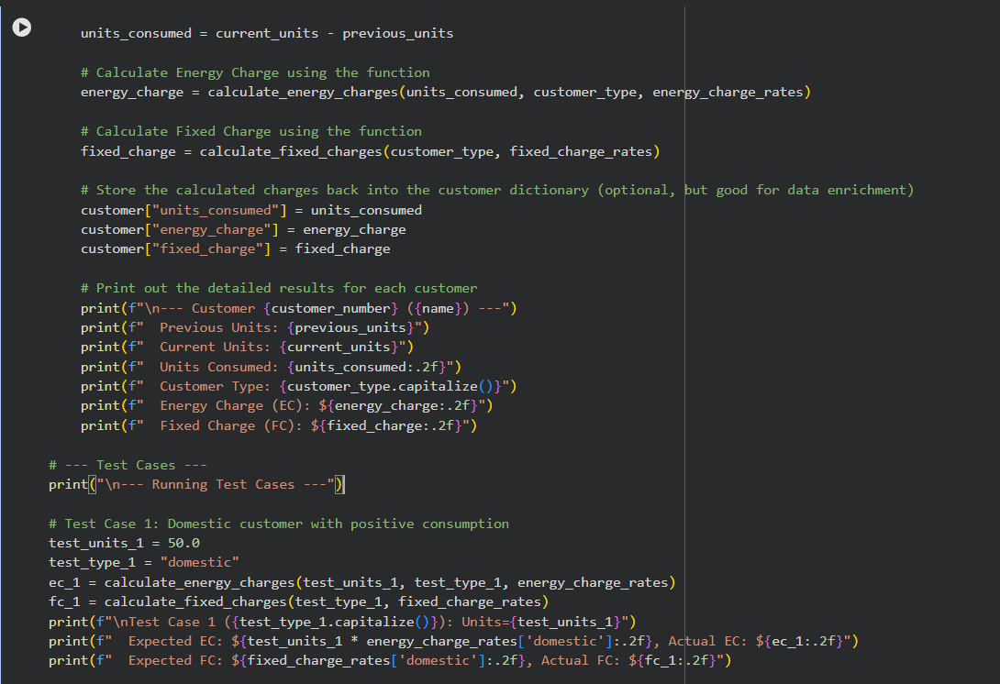 units_consumed = current_units - previous_units
# Calculate Energy Charge using the function
energy_charge = calculate_energy_charges(units_consumed, customer_type, energy_charge_rates)
# Calculate Fixed Charge using the function
fixed_charge = calculate_fixed_charges(customer_type, fixed_charge_rates)
# Store the calculated charges back into the customer dictionary (optional, but good for data enrichment)
customer["units_consumed"] = units_consumed
customer["energy_charge"] = energy_charge
customer["fixed_charge"] = fixed_charge
# Print out the detailed results for each customer
print(f"\n--- Customer {customer_number} ({name}) ---")
print(f"  Previous Units: {previous_units}")
print(f"  Current Units: {current_units}")
print(f"  Units Consumed: {units_consumed:.2f}")
print(f"  Customer Type: {customer_type.capitalize()}")
print(f"  Energy Charge (EC): ${energy_charge:.2f}")
print(f"  Fixed Charge (FC): ${fixed_charge:.2f}")
# --- Test Cases ---
print("\n--- Running Test Cases ---")
# Test Case 1: Domestic customer with positive consumption
test_units_1 = 50.0
test_type_1 = "domestic"
ec_1 = calculate_energy_charges(test_units_1, test_type_1, energy_charge_rates)
fc_1 = calculate_fixed_charges(test_type_1, fixed_charge_rates)
print(f"\nTest Case 1 ({test_type_1.capitalize()}): Units={test_units_1}")
print(f"  Expected EC: ${test_units_1 * energy_charge_rates['domestic']:.2f}, Actual EC: ${ec_1:.2f}")
print(f"  Expected FC: ${fixed_charge_rates['domestic']:.2f}, Actual FC: ${fc_1:.2f}")